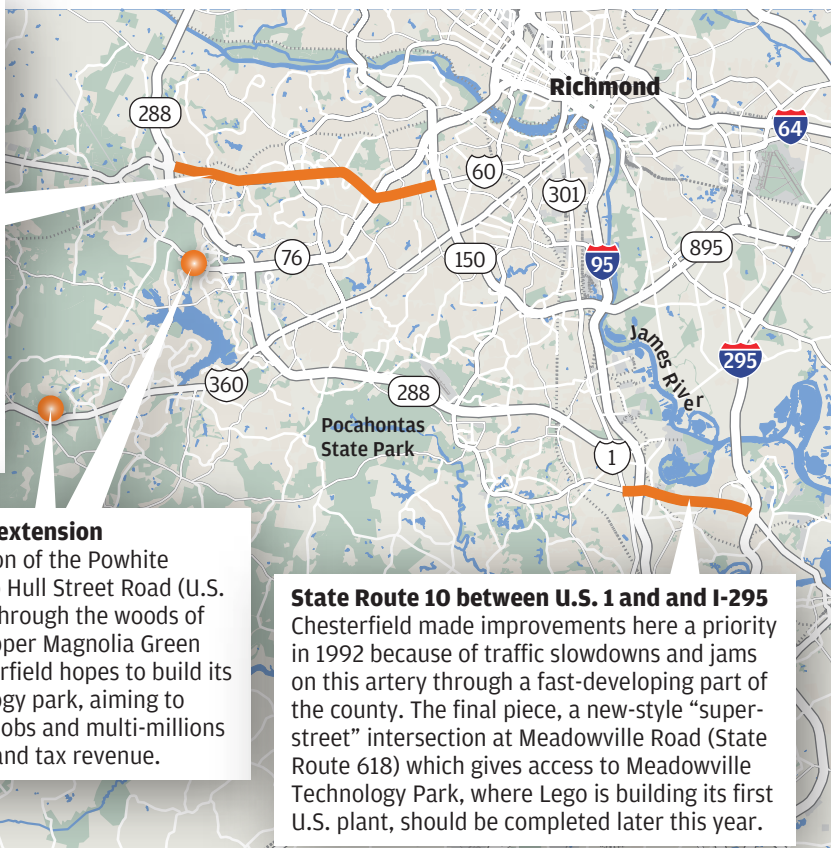 Richmond
288
64
60
301
76
150
95
895
James River
295
360
288
Pocahontas
State Park
1
extension
on of the Powhite
Hull Street Road (U.S.
through the woods of
pper Magnolia Green
rfield hopes to build its
ogy park, aiming to
jobs and multi-millions
and tax revenue.
State Route 10 between U.S. 1 and and I-295
Chesterfield made improvements here a priority
in 1992 because of traffic slowdowns and jams
on this artery through a fast-developing part of
the county. The final piece, a new-style “super-
street” intersection at Meadowville Road (State
Route 618) which gives access to Meadowville
Technology Park, where Lego is building its first
U.S. plant, should be completed later this year.